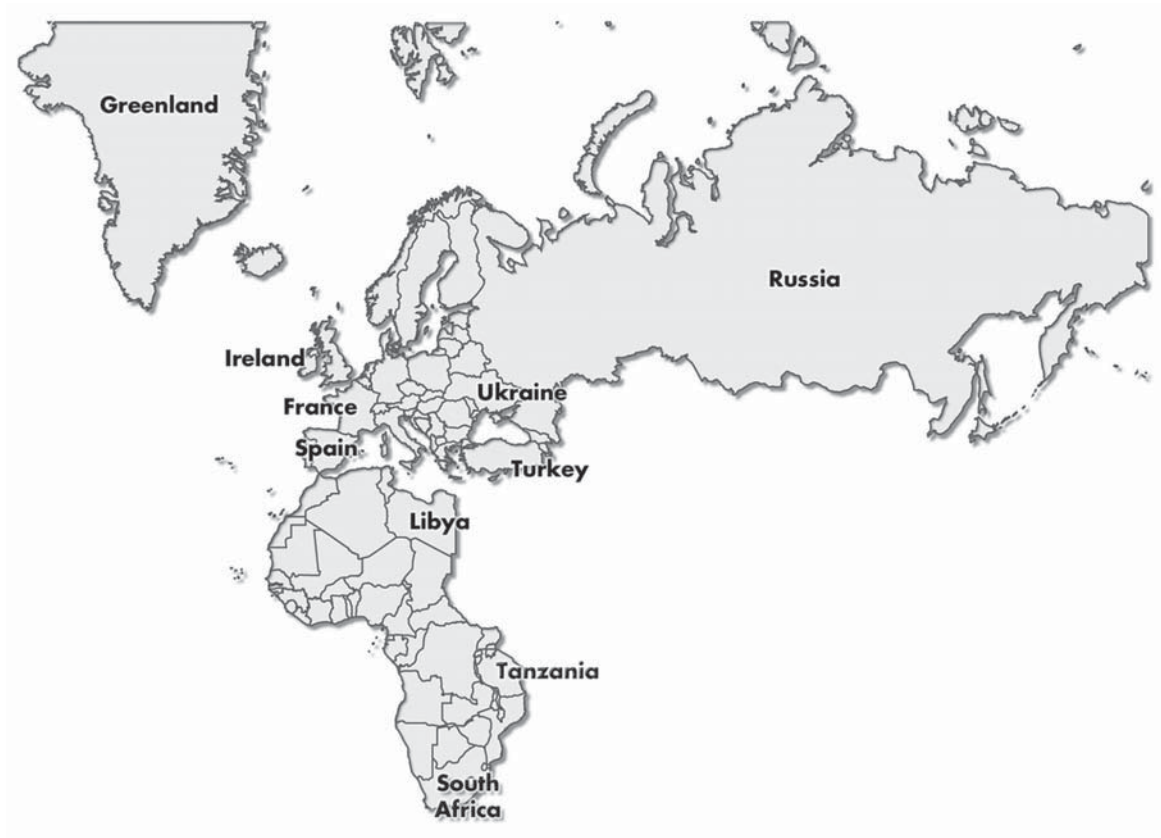 Greenland
Russia
Ireland
Ukraine
France
Spain
Turkey
Libya
Tanzania
South
Africa